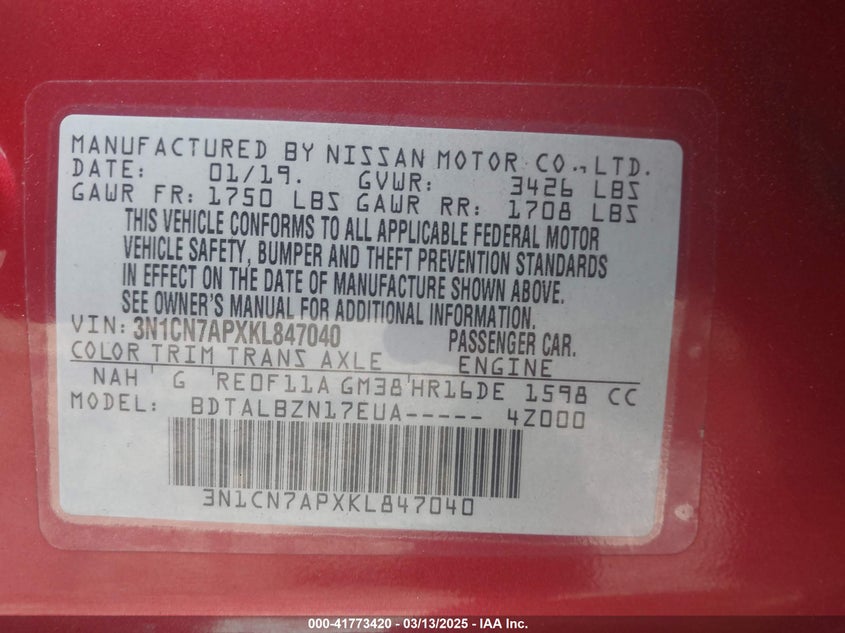 MANUFACTURED BY NISSAN MOTOR CO., LTD.
DATE: 01/19. GVWR: 3426 LBS
GAWR FR: 1750 LBS GAWR RR: 1708 LBS
THIS VEHICLE CONFORMS TO ALL APPLICABLE FEDERAL MOTOR
VEHICLE SAFETY, BUMPER AND THEFT PREVENTION STANDARDS
IN EFFECT ON THE DATE OF MANUFACTURE SHOWN ABOVE.
SEE OWNER'S MANUAL FOR ADDITIONAL INFORMATION.
VIN: 3N1CN7APXKL847040 PASSENGER CAR.
COLOR TRIM TRANS AXLE ENGINE
NAH G RE0F11A GM38 HR16DE 1598 CC
MODEL: BDTALBZN17EUA----- 4Z000
3N1CN7APXKL847040
000-41773420 - 03/13/2025 - IAA Inc.